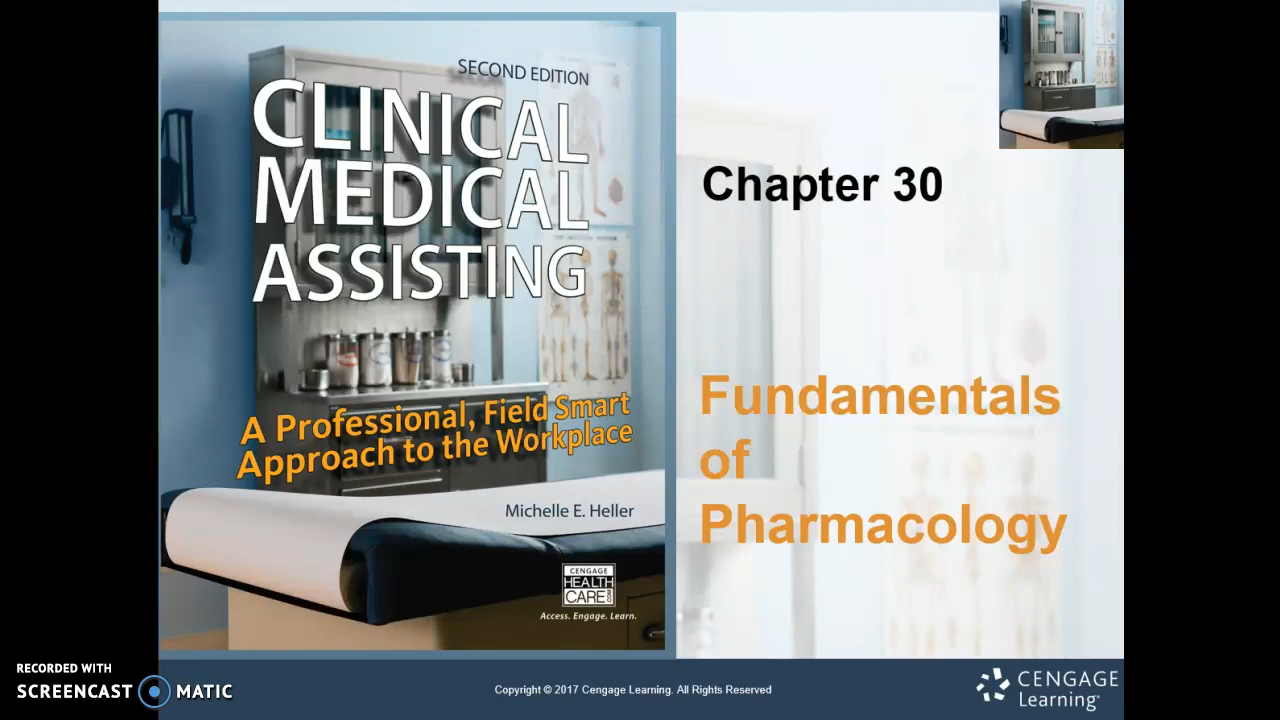 SECOND EDITION
CLINICAL
MEDICAL
ASSISTING
A Professional, Field Smart
Approach to the Workplace
Michelle E. Heller
CENGAGE
HEALTH
CARE.COM
Access. Engage. Learn.
Chapter 30
Fundamentals
of
Pharmacology
RECORDED WITH
SCREENCAST MATIC
Copyright © 2017 Cengage Learning. All Rights Reserved
CENGAGE
Learning®